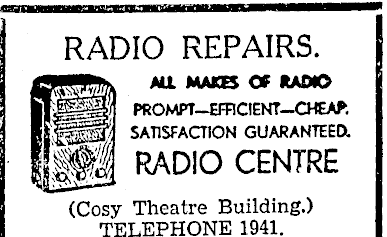 RADIO REPAIRS.
ALL MAKES OF RADIO
PROMPT—EFFICIENT—CHEAP.
SATISFACTION GUARANTEED.
RADIO CENTRE
(Cosy Theatre Building.)
TELEPHONE 1941.